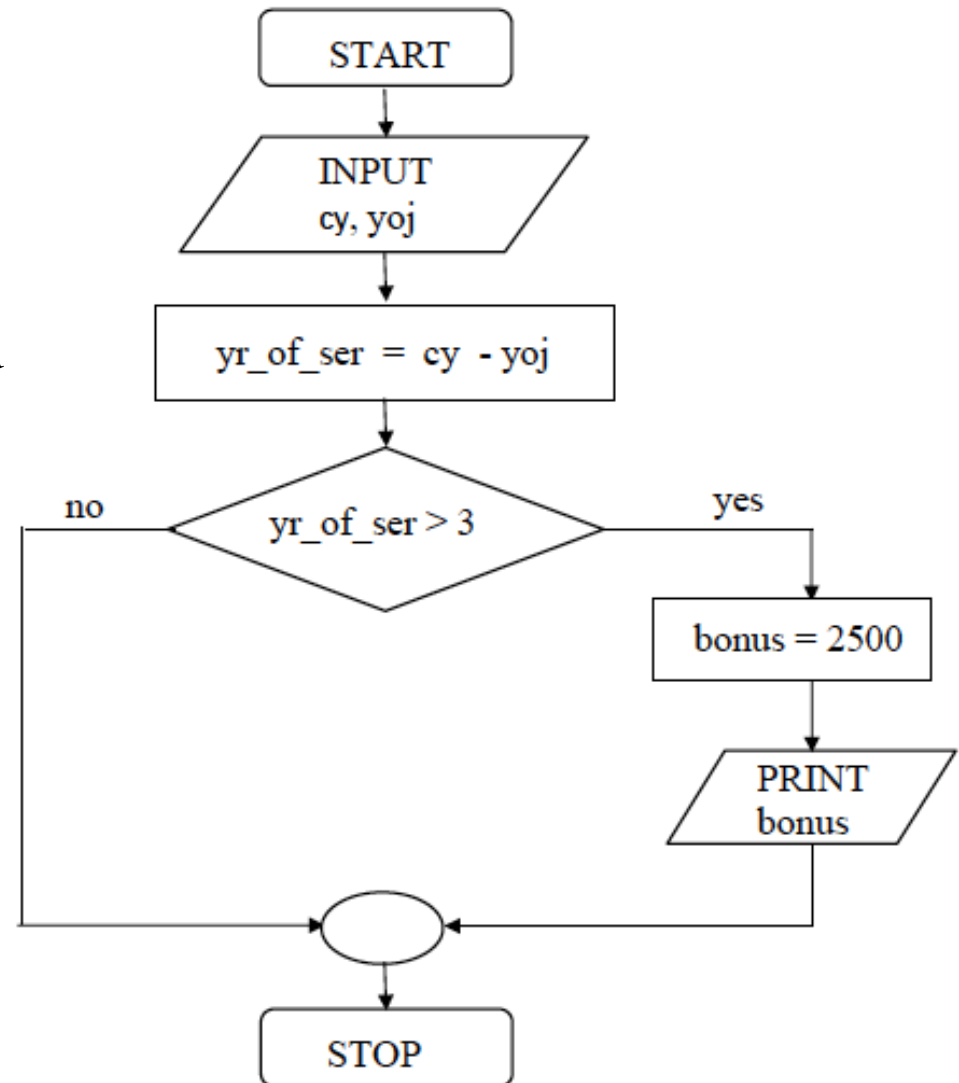 START
INPUT
cy, yoj
yr_of_ser = cy - yoj
no
yr_of_ser > 3
yes
bonus = 2500
PRINT
bonus
STOP